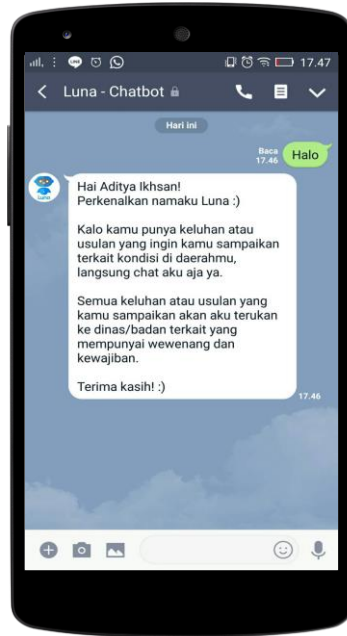 17.47
Luna - Chatbot
Hari ini
Baca
17.46
Halo
Hai Aditya Ikhsan!
Perkenalkan namaku Luna :)
Kalo kamu punya keluhan atau
usulan yang ingin kamu sampaikan
terkait kondisi di daerahmu,
langsung chat aku aja ya.
Semua keluhan atau usulan yang
kamu sampaikan akan aku terukan
ke dinas/badan terkait yang
mempunyai wewenang dan
kewajiban.
Terima kasih! :)
17.46